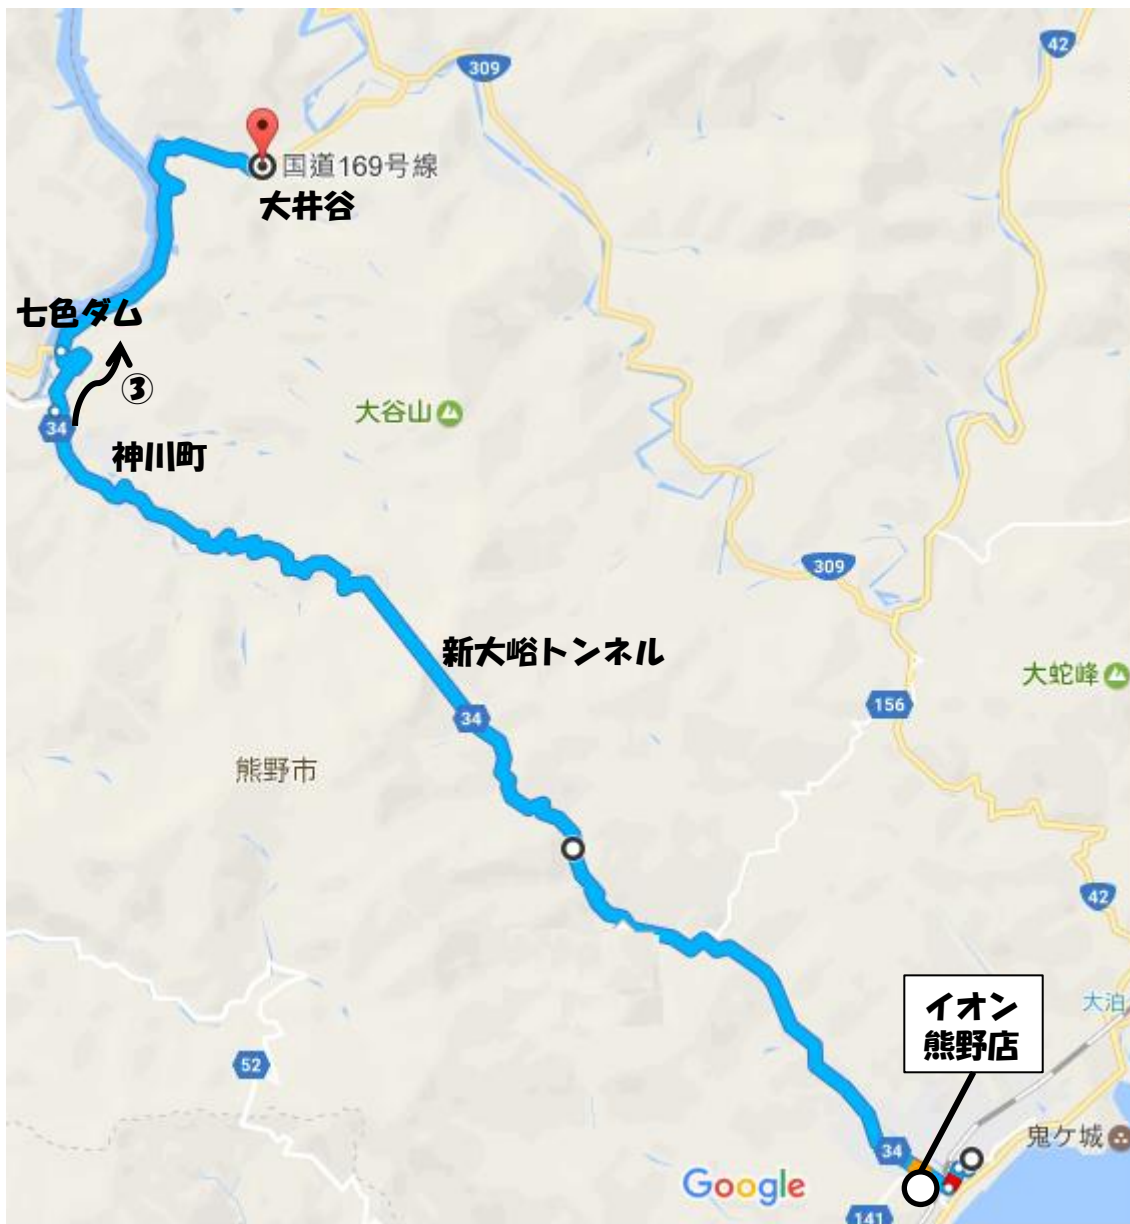 42
309
国道169号線
大井谷
七色ダム
③
大谷山
34
神川町
309
新大峪トンネル
大蛇峰
156
34
熊野市
42
イオン
熊野店
大泊
52
鬼ケ城
34
Google
141